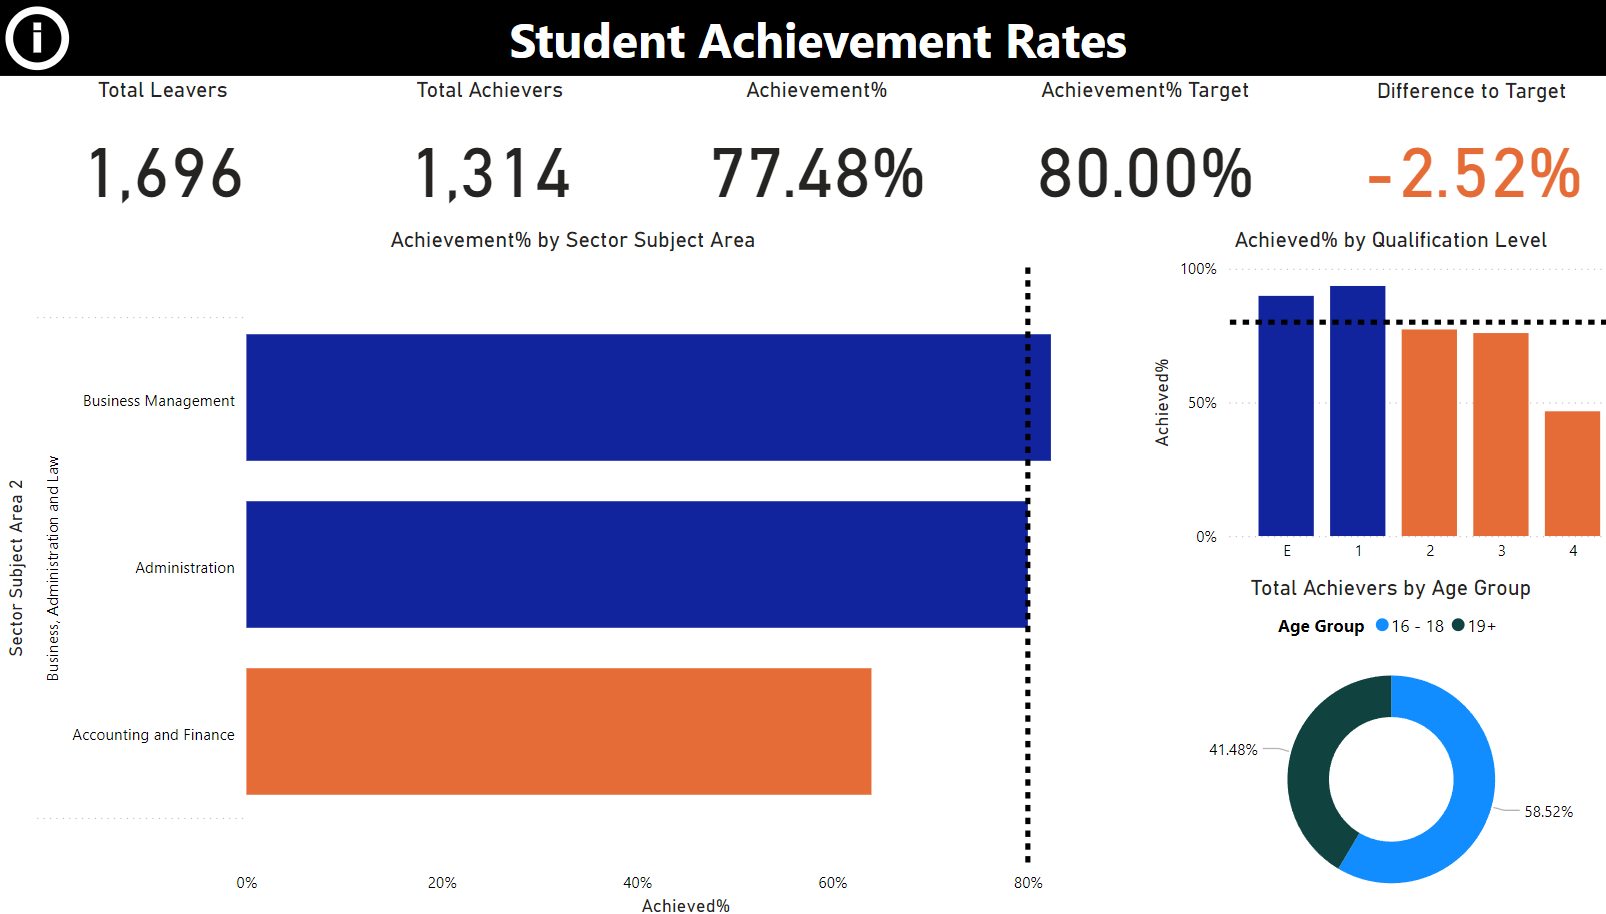 Student Achievement Rates
Total Leavers
Total Achievers
Achievement%
Achievement% Target
Difference to Target
1,696
1,314
77.48%
80.00%
-2.52%
Achievement% by Sector Subject Area
Sector Subject Area 2
Business, Administration and Law
Business Management
Administration
Accounting and Finance
0%
20%
40%
60%
80%
Achieved%
Achieved% by Qualification Level
Achieved%
100%
50%
0%
E
1
2
3
4
Total Achievers by Age Group
Age Group 16 - 18 19+
41.48%
58.52%